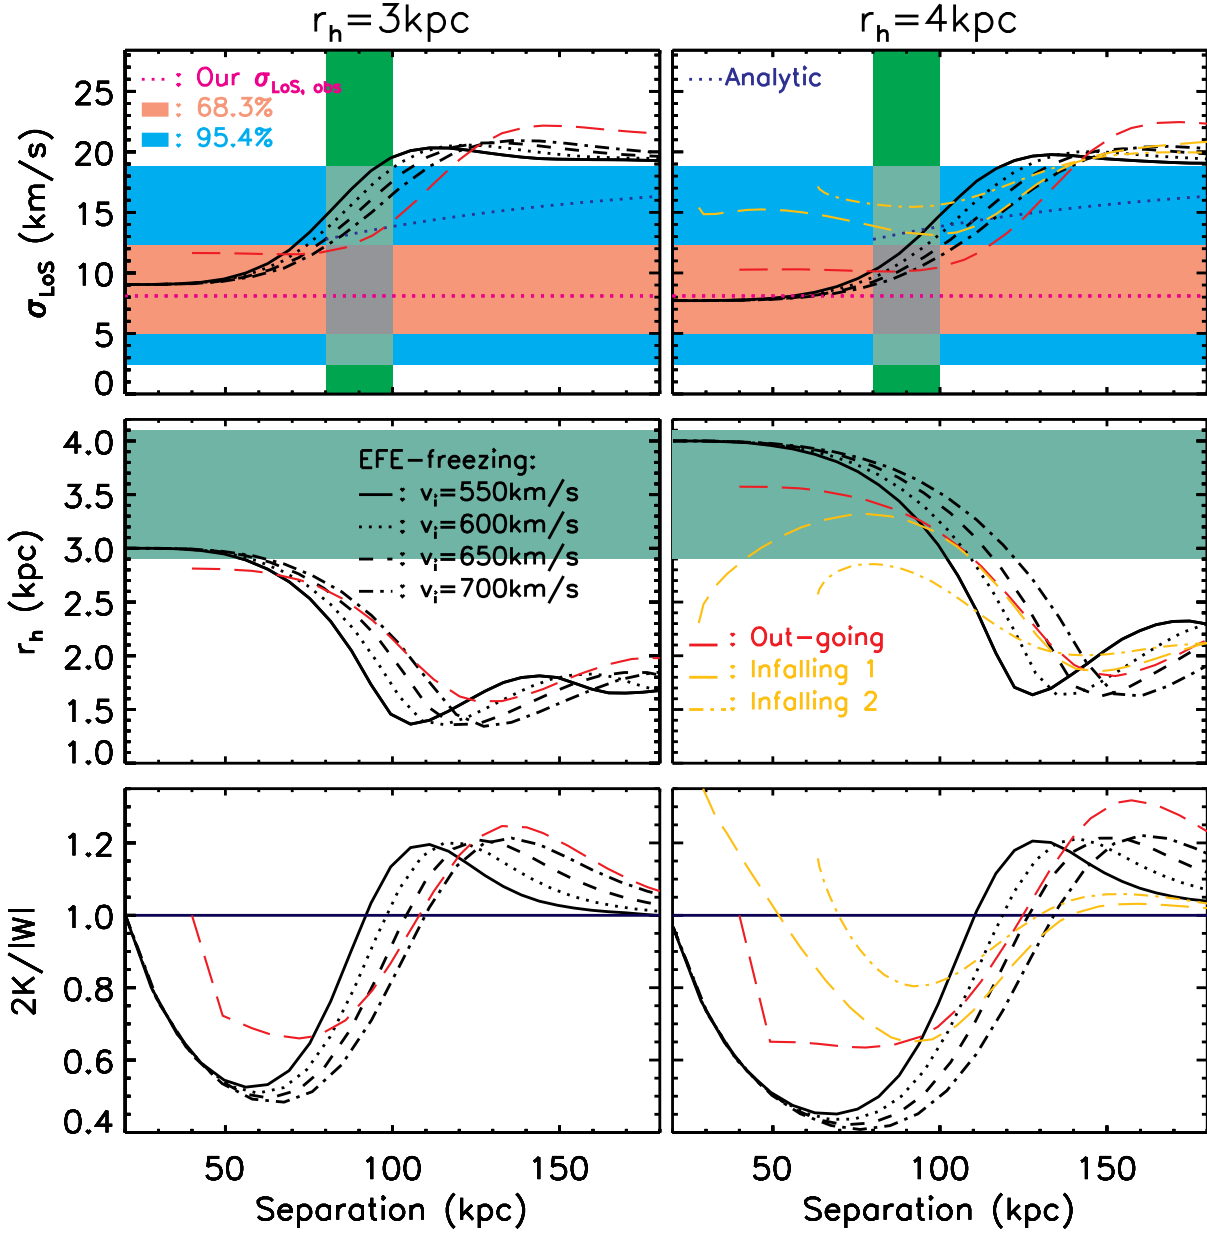 r_h=3kpc
r_h=4kpc
25
20
15
10
5
0
σ_LoS (km/s)
: Our σ_LoS, obs
: 68.3%
: 95.4%
Analytic
4.0
3.5
3.0
2.5
2.0
1.5
1.0
r_h (kpc)
EFE-freezing:
: v_i=550km/s
: v_i=600km/s
: v_i=650km/s
: v_i=700km/s
: Out-going
: Infalling 1
: Infalling 2
1.2
1.0
0.8
0.6
0.4
2K/|W|
50 100 150
50 100 150
Separation (kpc)
Separation (kpc)